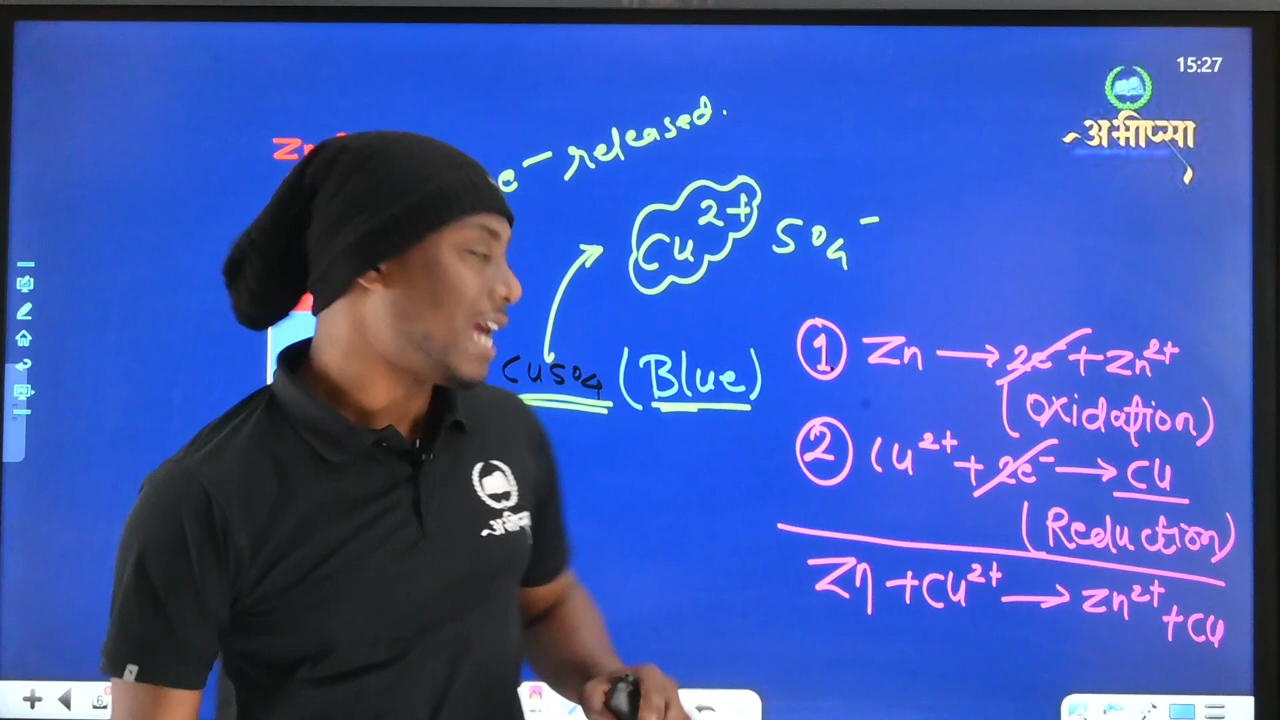 15:27
अभीप्सा
Zn
e⁻ released.
Cu²⁺ SO₄⁻
CuSO₄ (Blue)
① Zn → 2e⁻ + Zn²⁺
(Oxidation)
② Cu²⁺ + 2e⁻ → Cu
(Reduction)
Zn + Cu²⁺ → Zn²⁺ + Cu